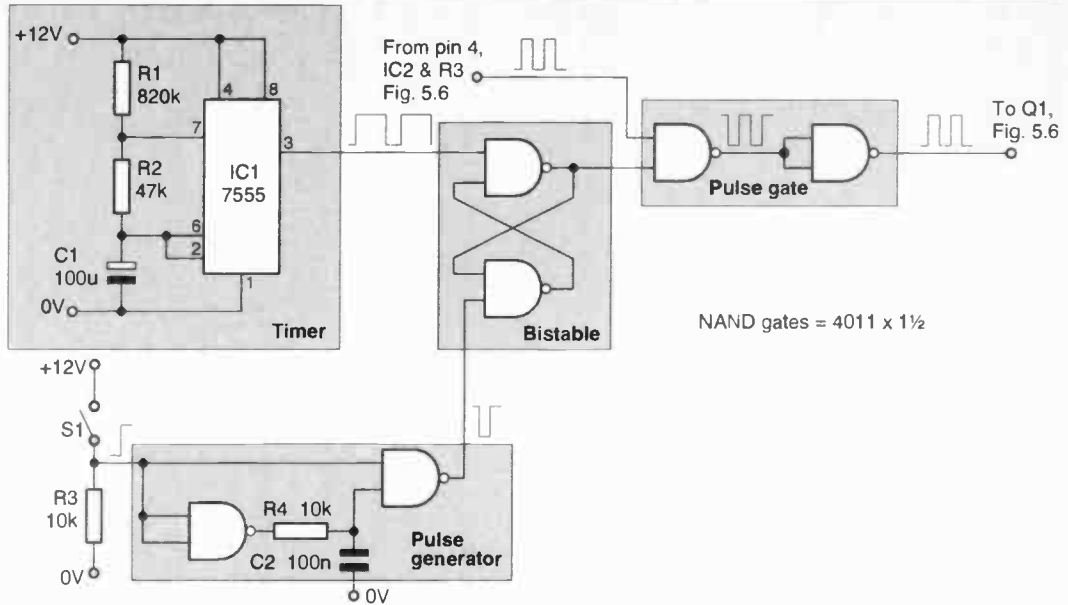 +12V
R1
820k
4
8
7
3
R2
47k
IC1
7555
6
2
C1
100u
1
0V
Timer
From pin 4,
IC2 & R3
Fig. 5.6
To Q1,
Fig. 5.6
Pulse gate
Bistable
NAND gates = 4011 x 1½
+12V
S1
R3
10k
0V
R4 10k
C2 100n
0V
Pulse
generator